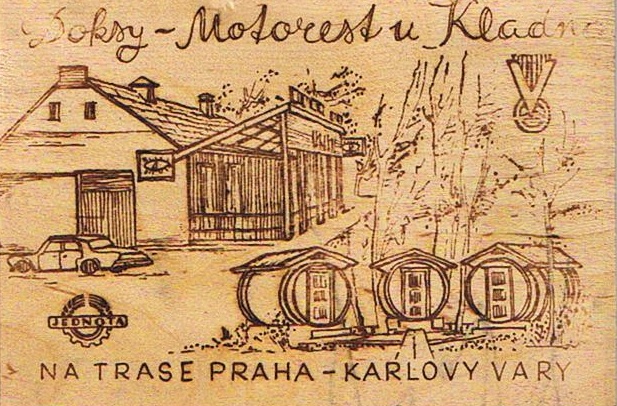 Doksy - Motorest u Kladna
JEDNOTA
NA TRASE PRAHA - KARLOVY VARY